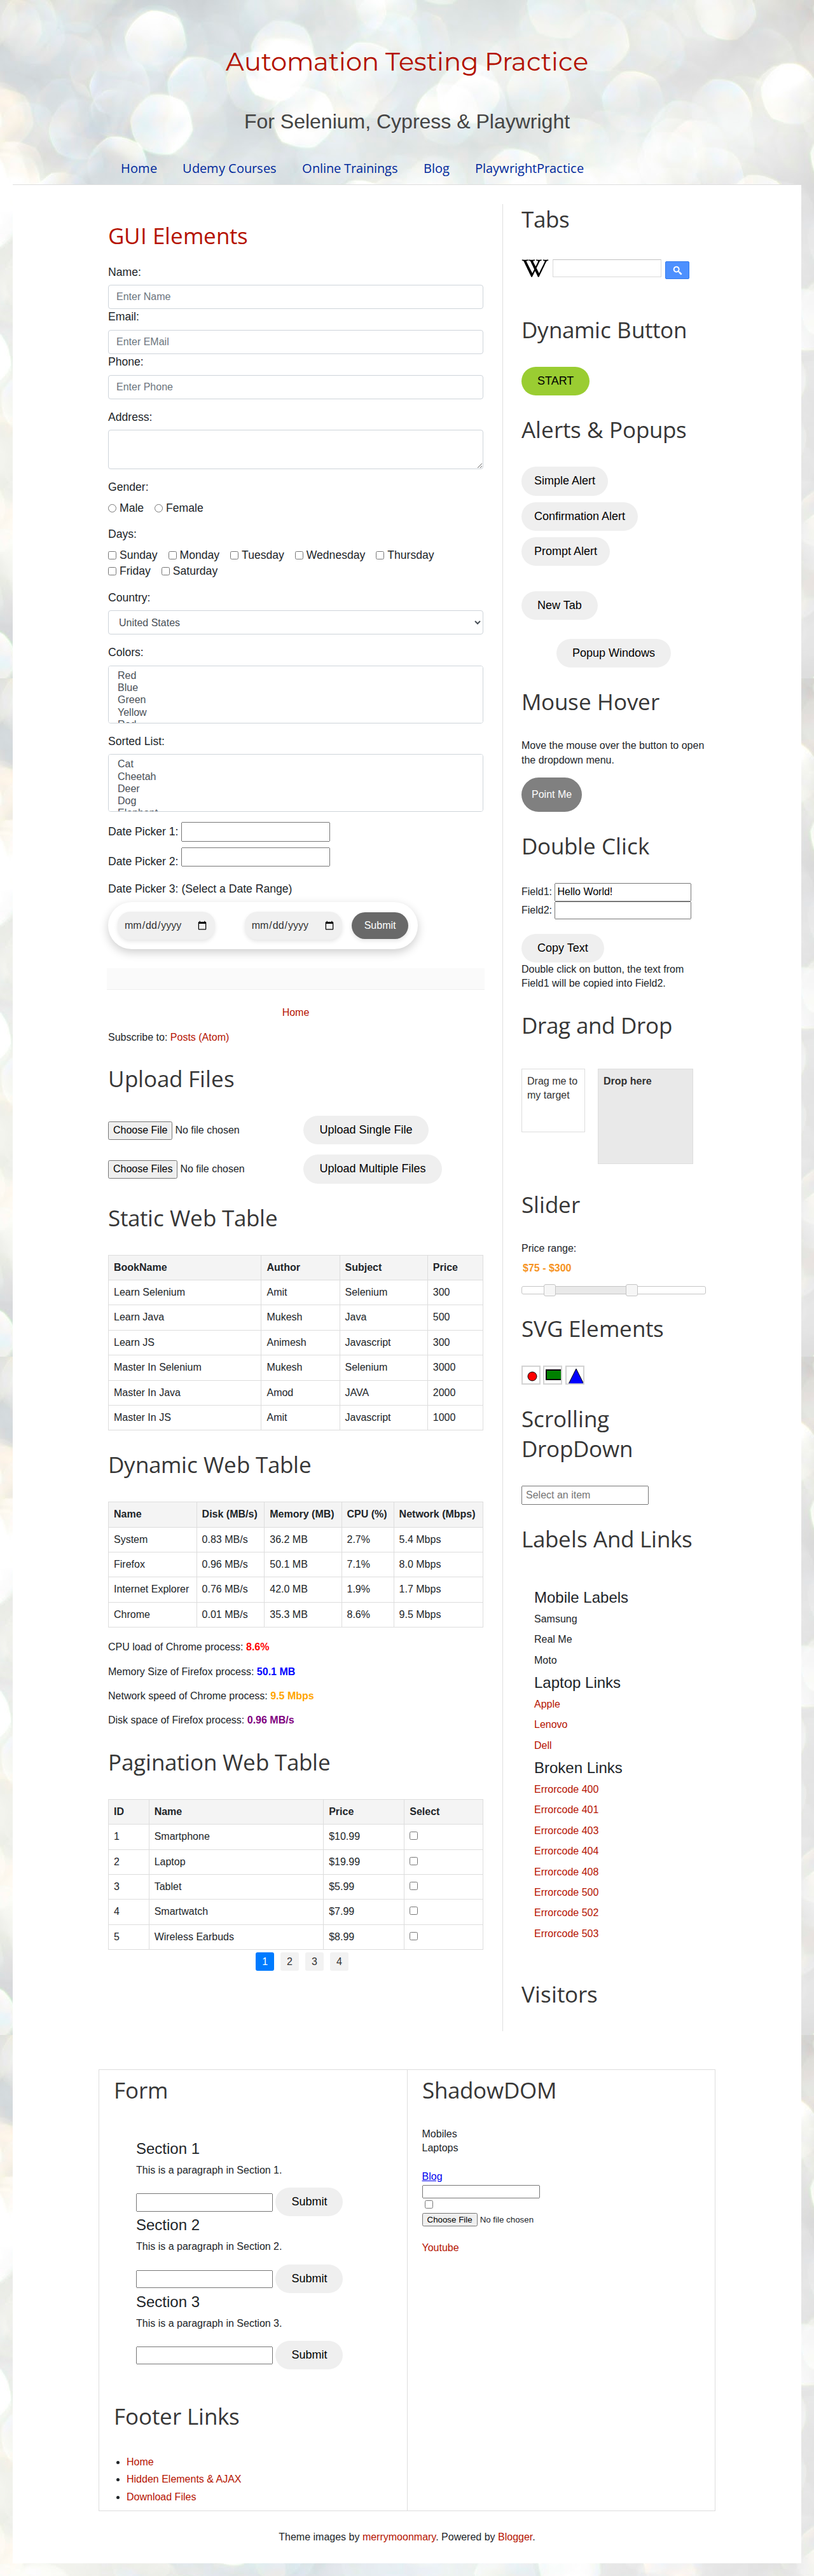 Automation Testing Practice
For Selenium, Cypress & Playwright
Home Udemy Courses Online Trainings Blog PlaywrightPractice
GUI Elements
Name:
Enter Name
Email:
Enter EMail
Phone:
Enter Phone
Address:
Gender:
Male Female
Days:
Sunday Monday Tuesday Wednesday Thursday
Friday Saturday
Country:
United States
Colors:
Red
Blue
Green
Yellow
Red
Sorted List:
Cat
Cheetah
Deer
Dog
Elephant
Date Picker 1:
Date Picker 2:
Date Picker 3: (Select a Date Range)
mm/dd/yyyy mm/dd/yyyy Submit
Home
Subscribe to: Posts (Atom)
Upload Files
Choose File No file chosen Upload Single File
Choose Files No file chosen Upload Multiple Files
Static Web Table
BookName Author Subject Price
Learn Selenium Amit Selenium 300
Learn Java Mukesh Java 500
Learn JS Animesh Javascript 300
Master In Selenium Mukesh Selenium 3000
Master In Java Amod JAVA 2000
Master In JS Amit Javascript 1000
Dynamic Web Table
Name Disk (MB/s) Memory (MB) CPU (%) Network (Mbps)
System 0.83 MB/s 36.2 MB 2.7% 5.4 Mbps
Firefox 0.96 MB/s 50.1 MB 7.1% 8.0 Mbps
Internet Explorer 0.76 MB/s 42.0 MB 1.9% 1.7 Mbps
Chrome 0.01 MB/s 35.3 MB 8.6% 9.5 Mbps
CPU load of Chrome process: 8.6%
Memory Size of Firefox process: 50.1 MB
Network speed of Chrome process: 9.5 Mbps
Disk space of Firefox process: 0.96 MB/s
Pagination Web Table
ID Name Price Select
1 Smartphone $10.99
2 Laptop $19.99
3 Tablet $5.99
4 Smartwatch $7.99
5 Wireless Earbuds $8.99
1 2 3 4
Tabs
Dynamic Button
START
Alerts & Popups
Simple Alert
Confirmation Alert
Prompt Alert
New Tab
Popup Windows
Mouse Hover
Move the mouse over the button to open
the dropdown menu.
Point Me
Double Click
Field1: Hello World!
Field2:
Copy Text
Double click on button, the text from
Field1 will be copied into Field2.
Drag and Drop
Drag me to
my target
Drop here
Slider
Price range:
$75 - $300
SVG Elements
Scrolling
DropDown
Select an item
Labels And Links
Mobile Labels
Samsung
Real Me
Moto
Laptop Links
Apple
Lenovo
Dell
Broken Links
Errorcode 400
Errorcode 401
Errorcode 403
Errorcode 404
Errorcode 408
Errorcode 500
Errorcode 502
Errorcode 503
Visitors
Form
Section 1
This is a paragraph in Section 1.
Submit
Section 2
This is a paragraph in Section 2.
Submit
Section 3
This is a paragraph in Section 3.
Submit
Footer Links
Home
Hidden Elements & AJAX
Download Files
ShadowDOM
Mobiles
Laptops
Blog
Choose File No file chosen
Youtube
Theme images by merrymoonmary. Powered by Blogger.